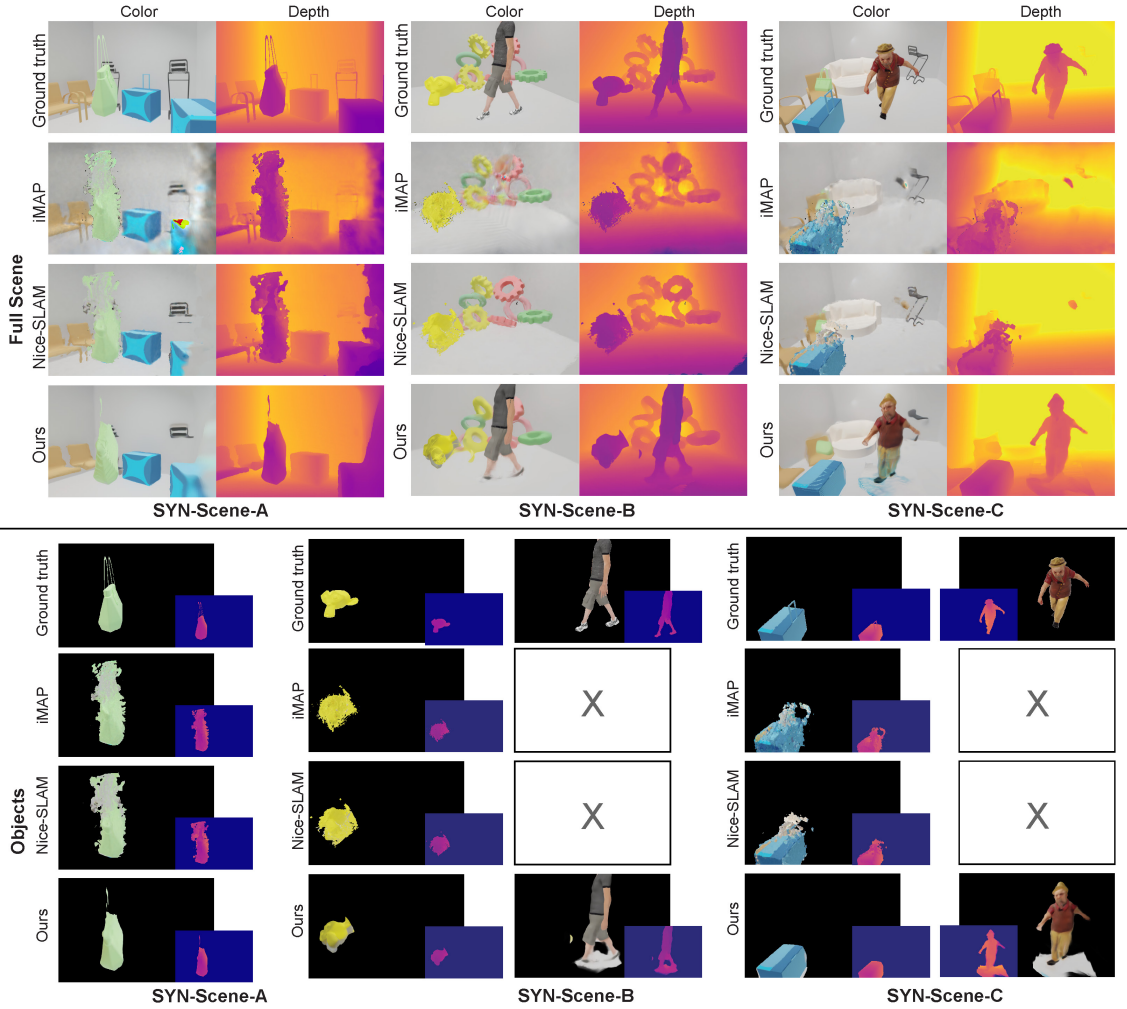 Color Depth Color Depth Color Depth
Full Scene
Ground truth Ground truth Ground truth
iMAP iMAP iMAP
Nice-SLAM Nice-SLAM Nice-SLAM
Ours Ours Ours
SYN-Scene-A SYN-Scene-B SYN-Scene-C
Objects
Ground truth Ground truth Ground truth
iMAP iMAP X iMAP X
Nice-SLAM Nice-SLAM X Nice-SLAM X
Ours Ours Ours
SYN-Scene-A SYN-Scene-B SYN-Scene-C